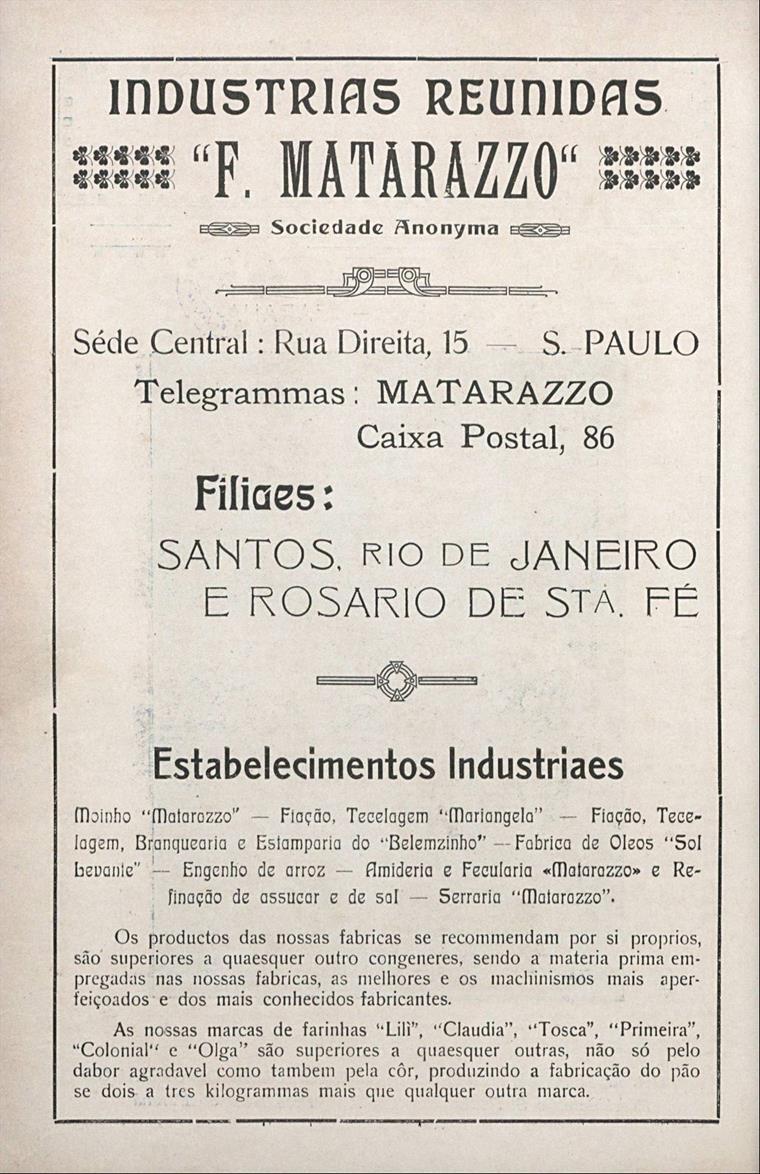 INDUSTRIAS REUNIDAS
"F. MATARAZZO"
Sociedade Anonyma
Séde Central : Rua Direita, 15 — S. PAULO
Telegrammas : MATARAZZO
Caixa Postal, 86
Filiaes :
SANTOS, RIO DE JANEIRO
E ROSARIO DE STA. FÉ
Estabelecimentos Industriaes
Moinho "Matarazzo" — Fiação, Tecelagem "Mariangela" — Fiação, Tece-
lagem, Branquearia e Estamparia do "Belemzinho" — Fabrica de Oleos "Sol
Levante" — Engenho de arroz — Amideria e Fecularia «Matarazzo» e Re-
finação de assucar e de sal — Serraria "Matarazzo".
Os productos das nossas fabricas se recommendam por si proprios,
são superiores a quaesquer outro congeneres, sendo a materia prima em-
pregadas nas nossas fabricas, as melhores e os machinismos mais aper-
feiçoados e dos mais conhecidos fabricantes.
As nossas marcas de farinhas "Lilì", "Claudia", "Tosca", "Primeira",
"Colonial" e "Olga" são superiores a quaesquer outras, não só pelo
dabor agradavel como tambem pela côr, produzindo a fabricação do pão
se dois a tres kilogrammas mais que qualquer outra marca.